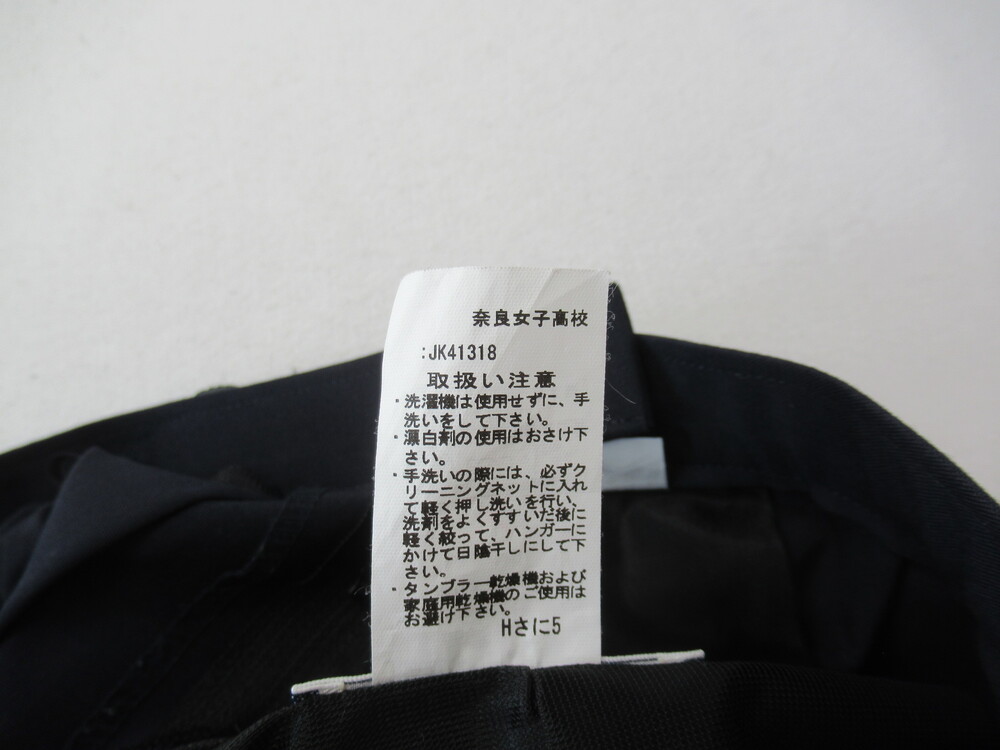 奈良女子高校
:JK41318
取扱い注意
・洗濯機は使用せずに、手
洗いをして下さい。
・漂白剤の使用はおさけ下
さい。
・手洗いの際には、必ずク
リーニングネットに入れ
て軽く押し洗いを行い、
洗剤をよくすすいだ後に
軽く絞って、ハンガーに
かけて日陰干しにして下
さい。
・タンブラー乾燥機および
家庭用乾燥機のご使用は
お避け下さい。
Hさに5